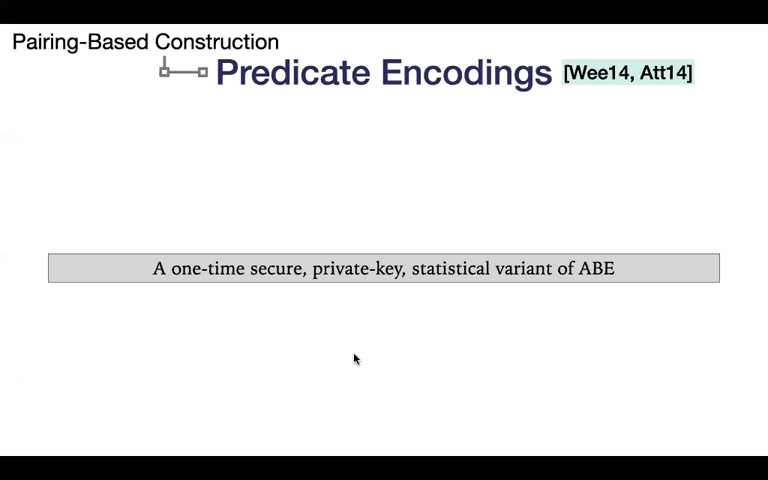 Pairing-Based Construction
Predicate Encodings [Wee14, Att14]
A one-time secure, private-key, statistical variant of ABE